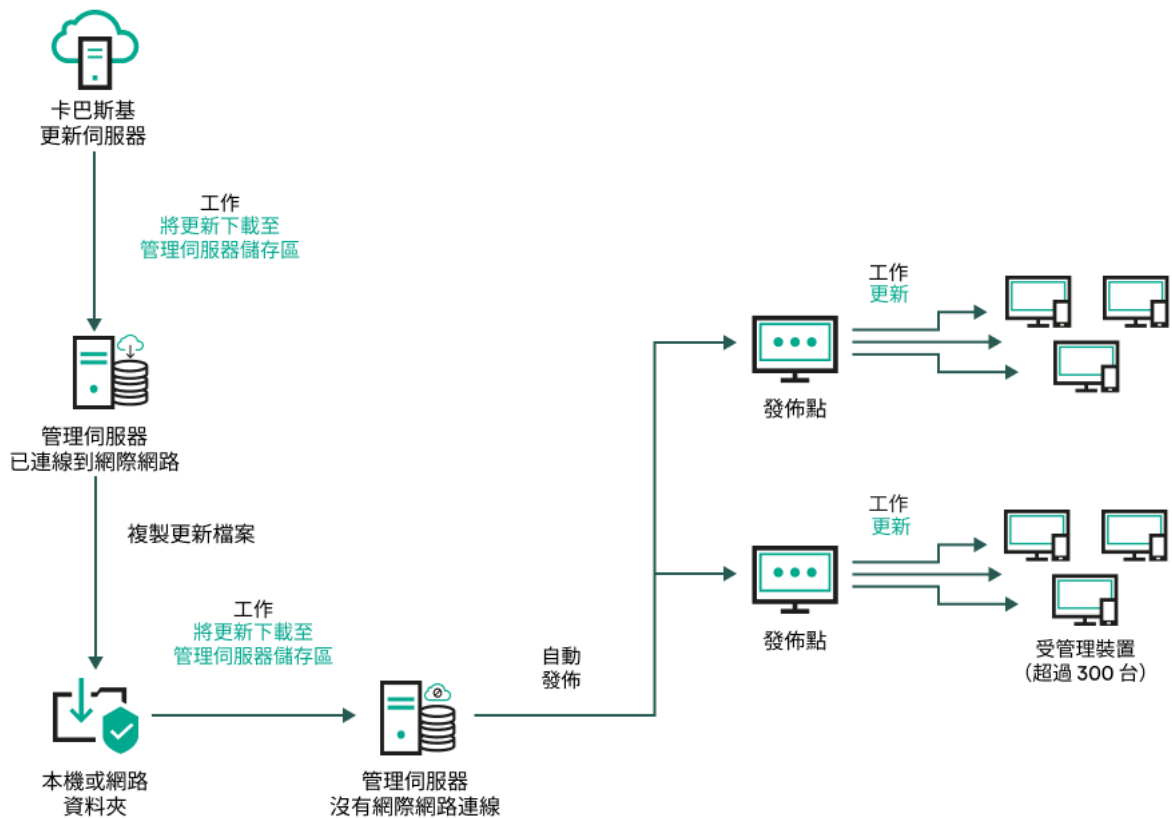 卡巴斯基
更新伺服器
工作
將更新下載至
管理伺服器儲存區
管理伺服器
已連線到網際網路
複製更新檔案
工作
將更新下載至
管理伺服器儲存區
本機或網路
資料夾
管理伺服器
沒有網際網路連線
自動
發佈
發佈點
工作
更新
發佈點
工作
更新
受管理裝置
（超過 300 台）